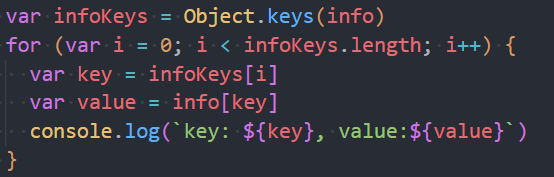 var infoKeys = Object.keys(info)
for (var i = 0; i < infoKeys.length; i++) {
  var key = infoKeys[i]
  var value = info[key]
  console.log(`key: ${key}, value:${value}`)
}